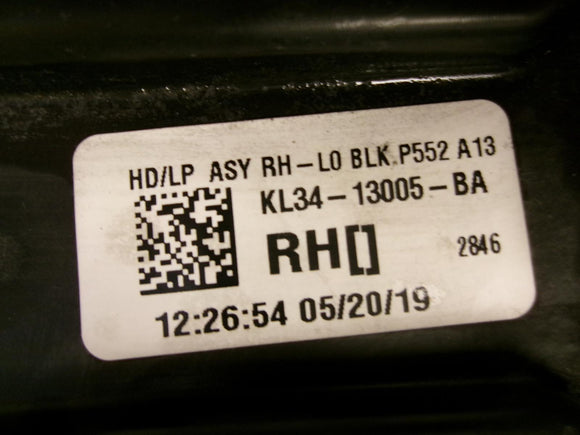 HD/LP ASY RH-LO BLK.P552 A13
KL34-13005-BA
RH[] 2846
12:26:54 05/20/19